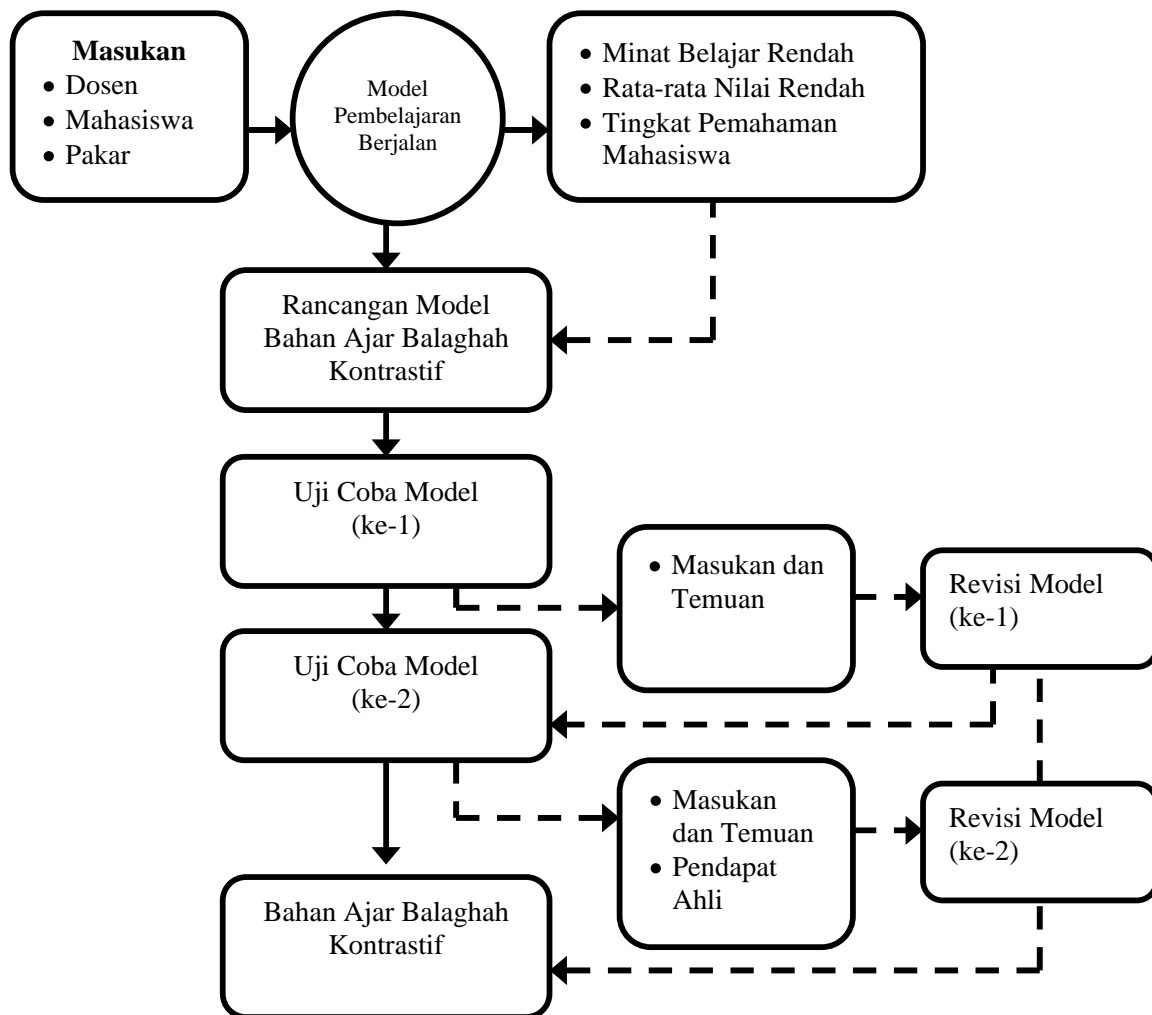 Masukan
• Dosen
• Mahasiswa
• Pakar
Model
Pembelajaran
Berjalan
• Minat Belajar Rendah
• Rata-rata Nilai Rendah
• Tingkat Pemahaman
Mahasiswa
Rancangan Model
Bahan Ajar Balaghah
Kontrastif
Uji Coba Model
(ke-1)
• Masukan dan
Temuan
Revisi Model
(ke-1)
Uji Coba Model
(ke-2)
• Masukan
dan Temuan
• Pendapat
Ahli
Revisi Model
(ke-2)
Bahan Ajar Balaghah
Kontrastif